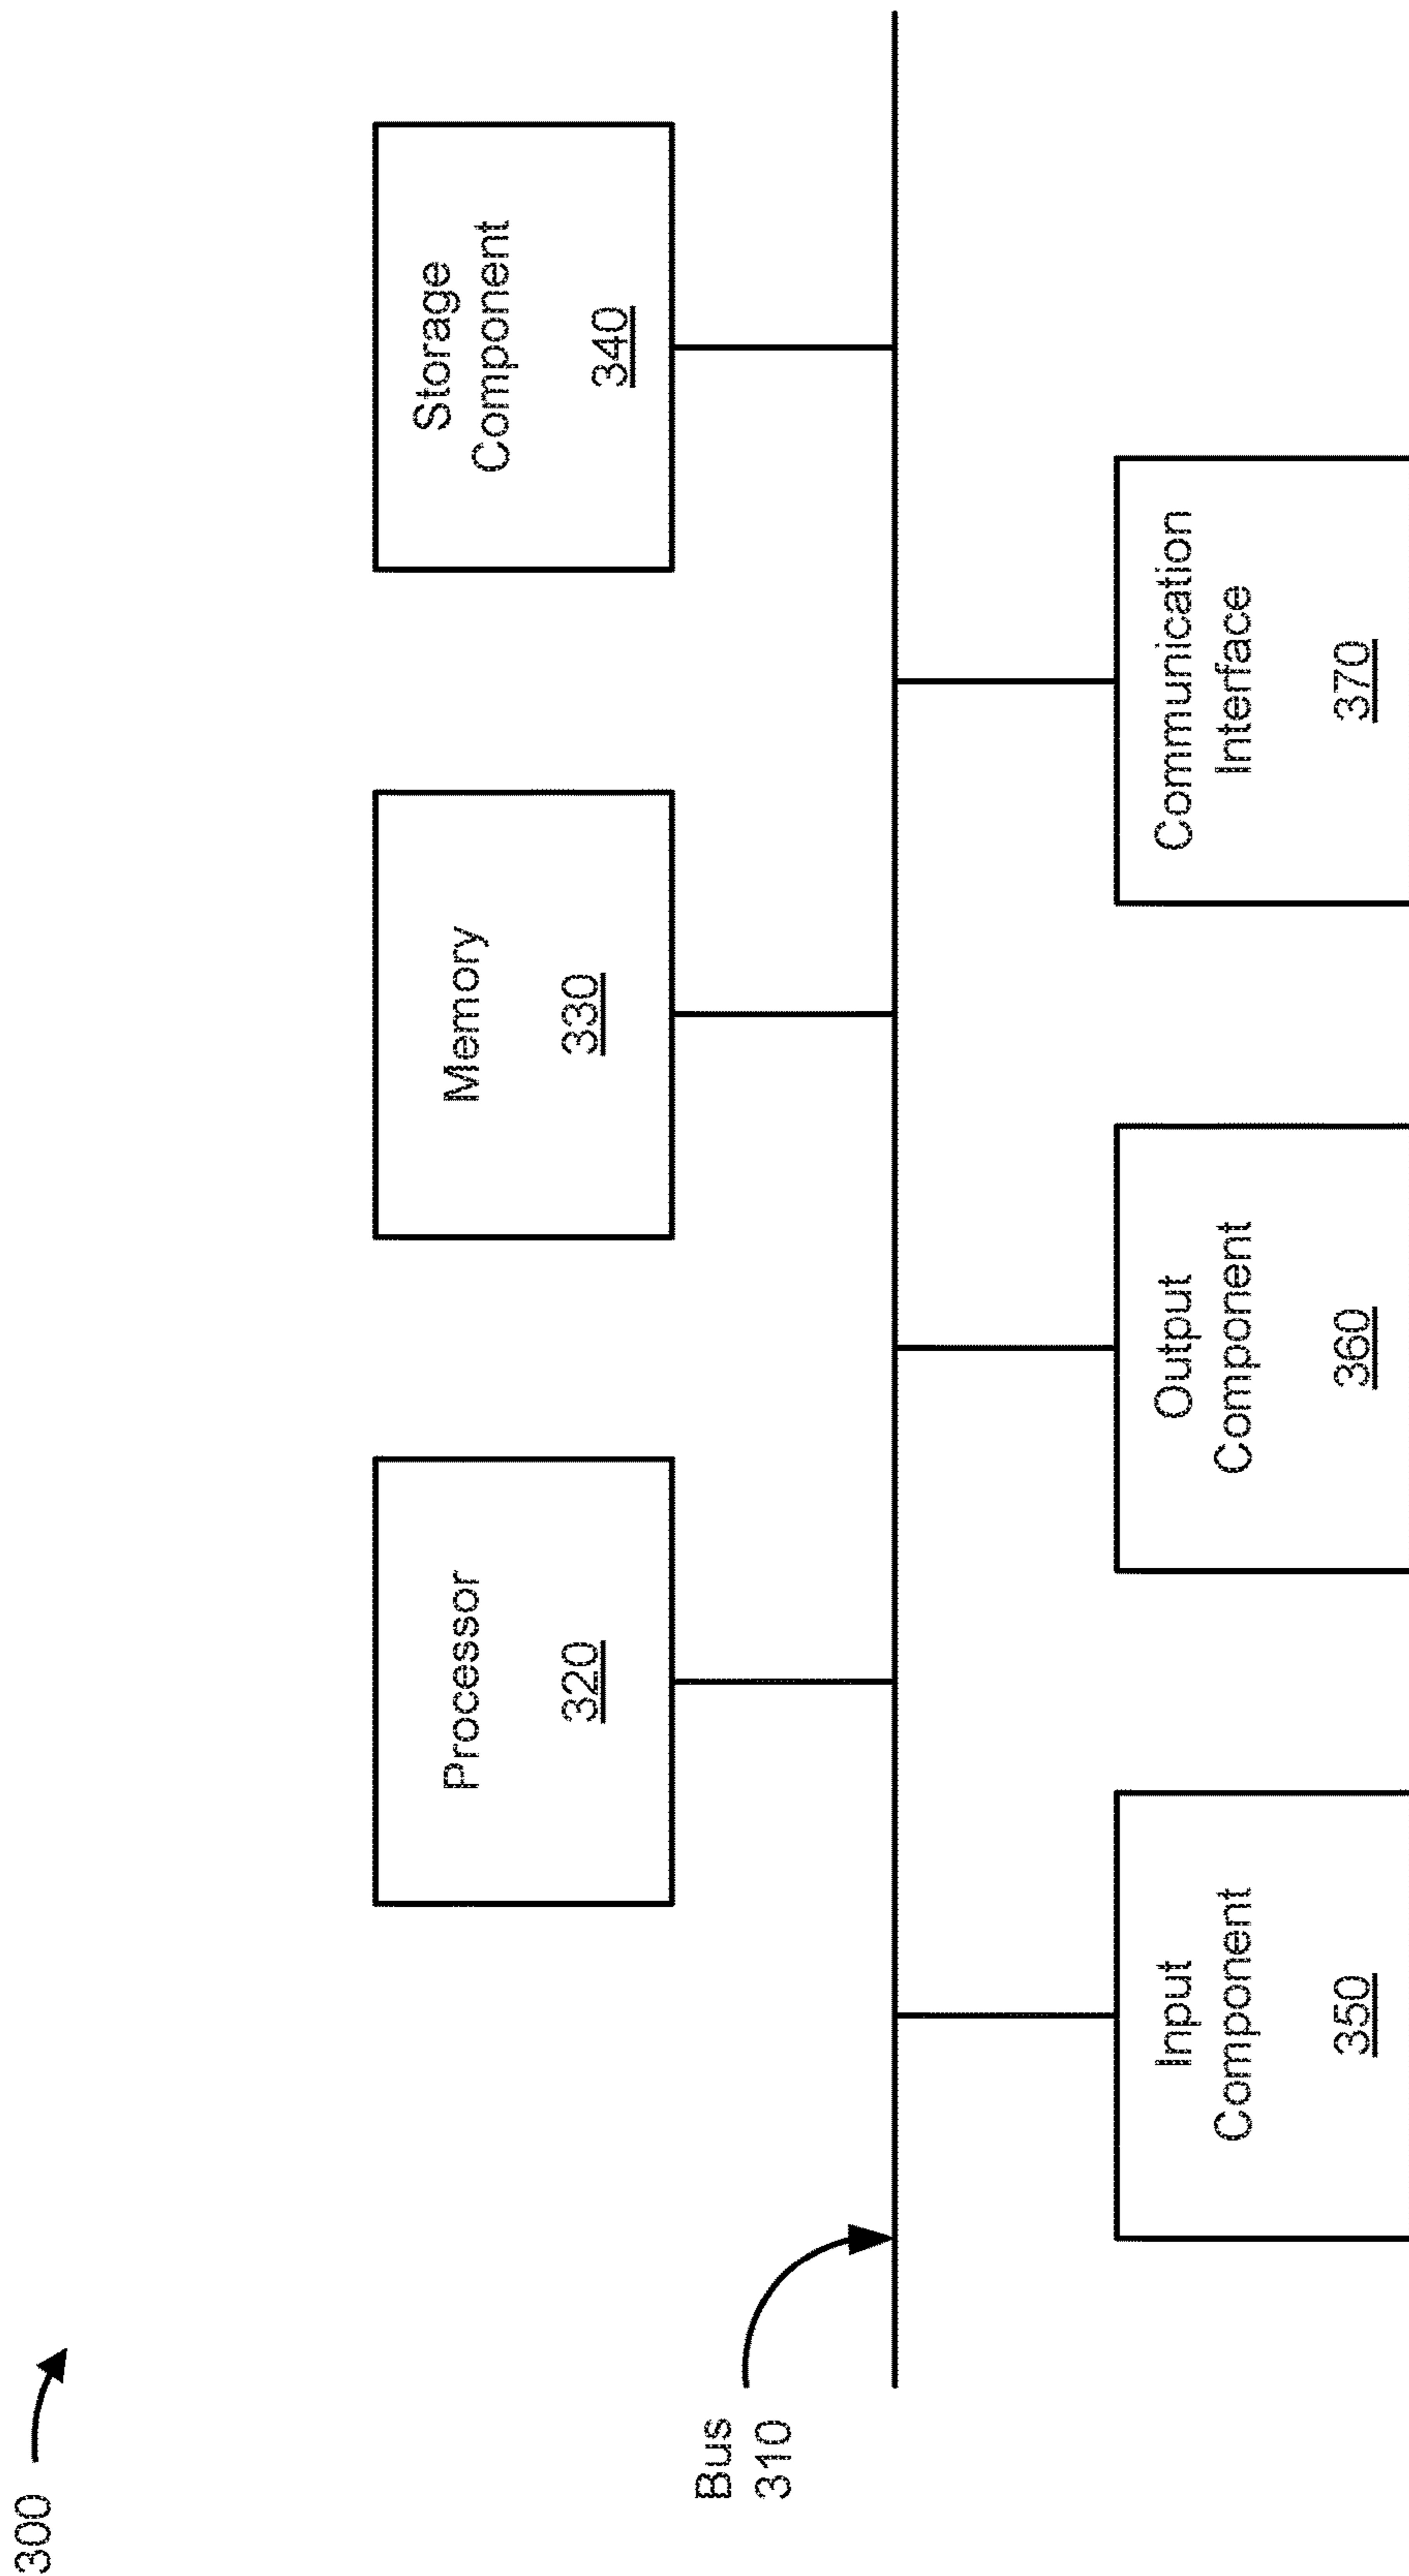 300
Processor
320
Memory
330
Storage
Component
340
Bus
310
Input
Component
350
Output
Component
360
Communication
Interface
370